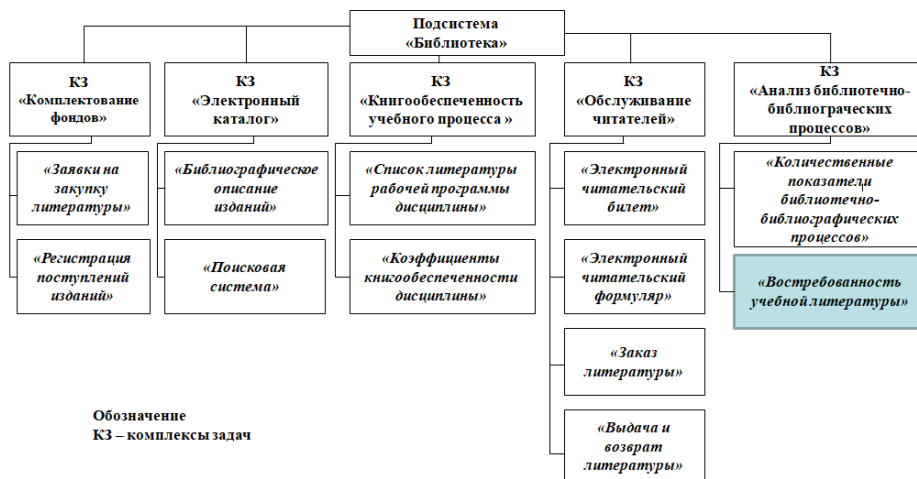 Подсистема
«Библиотека»
КЗ
«Комплектование
фондов»
«Заявки на
закупку
литературы»
«Регистрация
поступлений
изданий»
КЗ
«Электронный
каталог»
«Библиографическое
описание
изданий»
«Поисковая
система»
КЗ
«Книгообеспеченность
учебного процесса »
«Список литературы
рабочей программы
дисциплины»
«Коэффициенты
книгообеспеченности
дисциплины»
КЗ
«Обслуживание
читателей»
«Электронный
читательский
билет»
«Электронный
читательский
формуляр»
«Заказ
литературы»
«Выдача и
возврат
литературы»
КЗ
«Анализ библиотечно-
библиограческих
процессов»
«Количественные
показатели
библиотечно-
библиографических
процессов»
«Востребованность
учебной литературы»
Обозначение
КЗ – комплексы задач